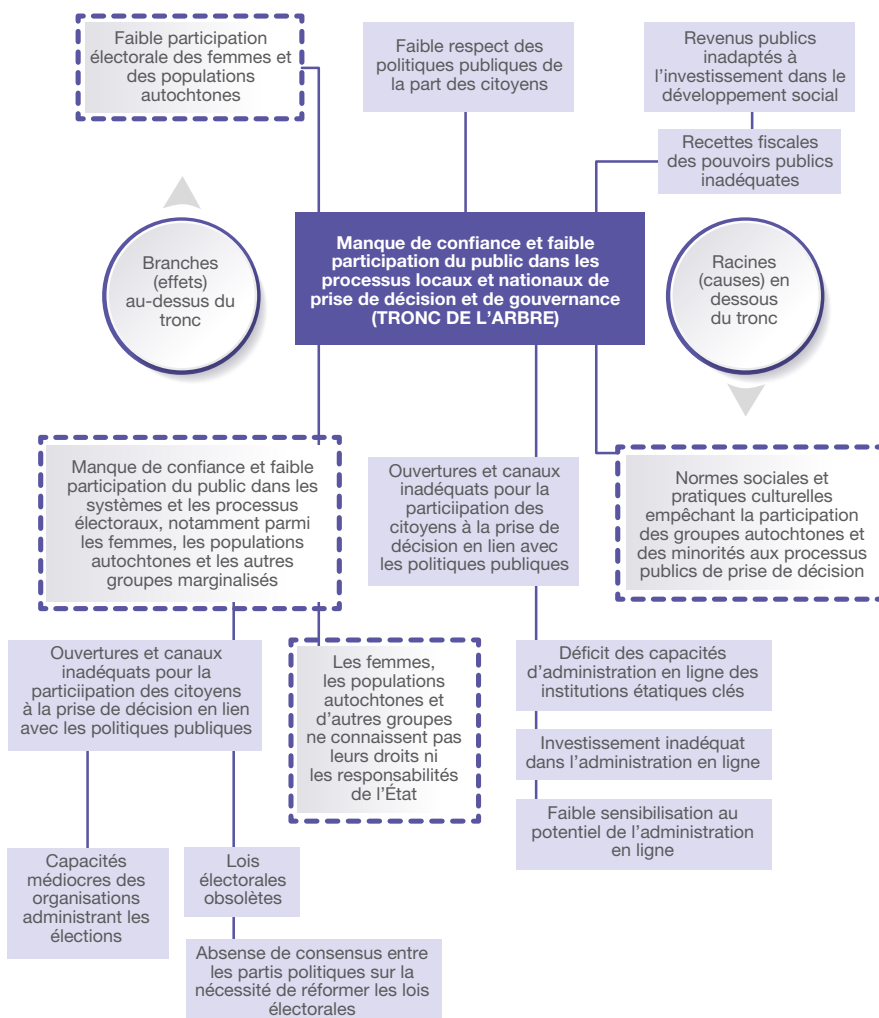 Faible participation
électorale des femmes et
des populations
autochtones
Faible respect des
politiques publiques de
la part des citoyens
Revenus publics
inadaptés à
l’investissement dans le
développement social
Recettes fiscales
des pouvoirs publics
inadéquates
Branches
(effets)
au-dessus du
tronc
Manque de confiance et faible
participation du public dans les
processus locaux et nationaux de
prise de décision et de gouvernance
(TRONC DE L’ARBRE)
Racines
(causes) en
dessous
du tronc
Manque de confiance et faible
participation du public dans les
systèmes et les processus
électoraux, notamment parmi
les femmes, les populations
autochtones et les autres
groupes marginalisés
Ouvertures et canaux
inadéquats pour la
particiipation des
citoyens à la prise de
décision en lien avec
les politiques publiques
Normes sociales et
pratiques culturelles
empêchant la participation
des groupes autochtones et
des minorités aux processus
publics de prise de décision
Ouvertures et canaux
inadéquats pour la
particiipation des citoyens
à la prise de décision en lien
avec les politiques publiques
Les femmes,
les populations
autochtones et
d’autres groupes
ne connaissent pas
leurs droits ni
les responsabilités
de l’État
Déficit des capacités
d’administration en ligne des
institutions étatiques clés
Investissement inadéquat
dans l’administration en ligne
Faible sensibilisation au
potentiel de l’administration
en ligne
Capacités
médiocres des
organisations
administrant les
élections
Lois
électorales
obsolètes
Absense de consensus entre
les partis politiques sur la
nécessité de réformer les lois
électorales